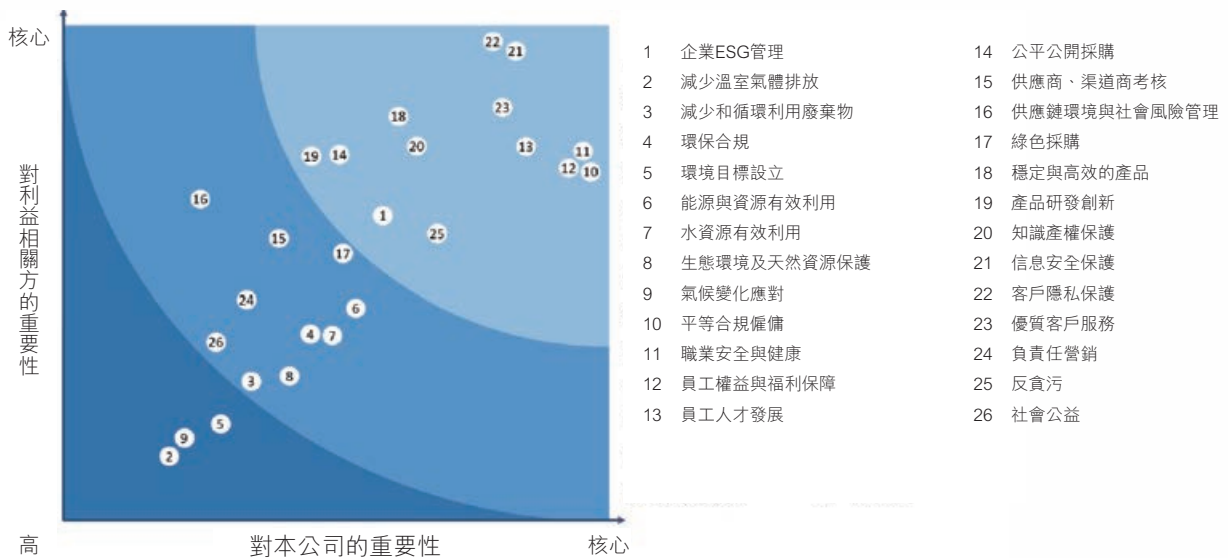 核心
22
21
23
18
13
20
11
19
14
12
10
16
1
25
15
17
24
6
4
7
26
8
3
5
9
2
對利益相關方的重要性
高
對本公司的重要性
核心
1 企業ESG管理
2 減少溫室氣體排放
3 減少和循環利用廢棄物
4 環保合規
5 環境目標設立
6 能源與資源有效利用
7 水資源有效利用
8 生態環境及天然資源保護
9 氣候變化應對
10 平等合規僱傭
11 職業安全與健康
12 員工權益與福利保障
13 員工人才發展
14 公平公開採購
15 供應商、渠道商考核
16 供應鏈環境與社會風險管理
17 綠色採購
18 穩定與高效的產品
19 產品研發創新
20 知識產權保護
21 信息安全保護
22 客戶隱私保護
23 優質客戶服務
24 負責任營銷
25 反貪污
26 社會公益